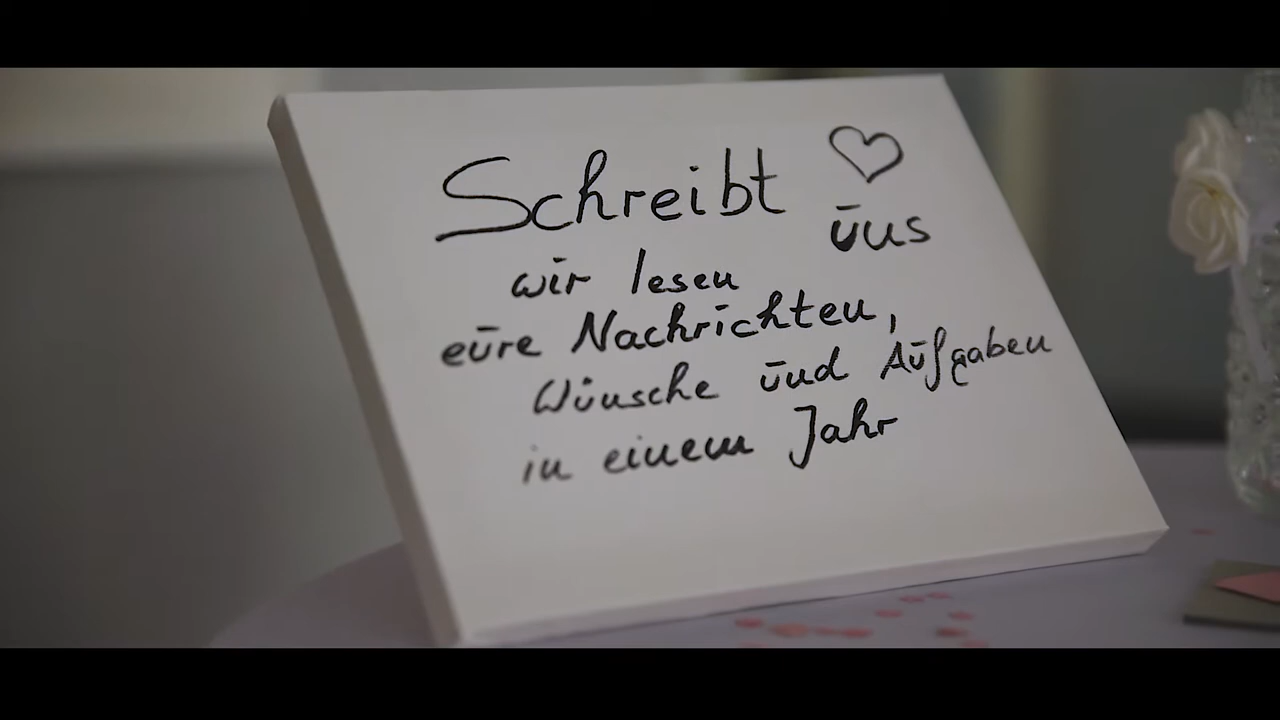 Schreibt ♡
uns
wir lesen
eure Nachrichten,
Wünsche und Aufgaben
in einem Jahr